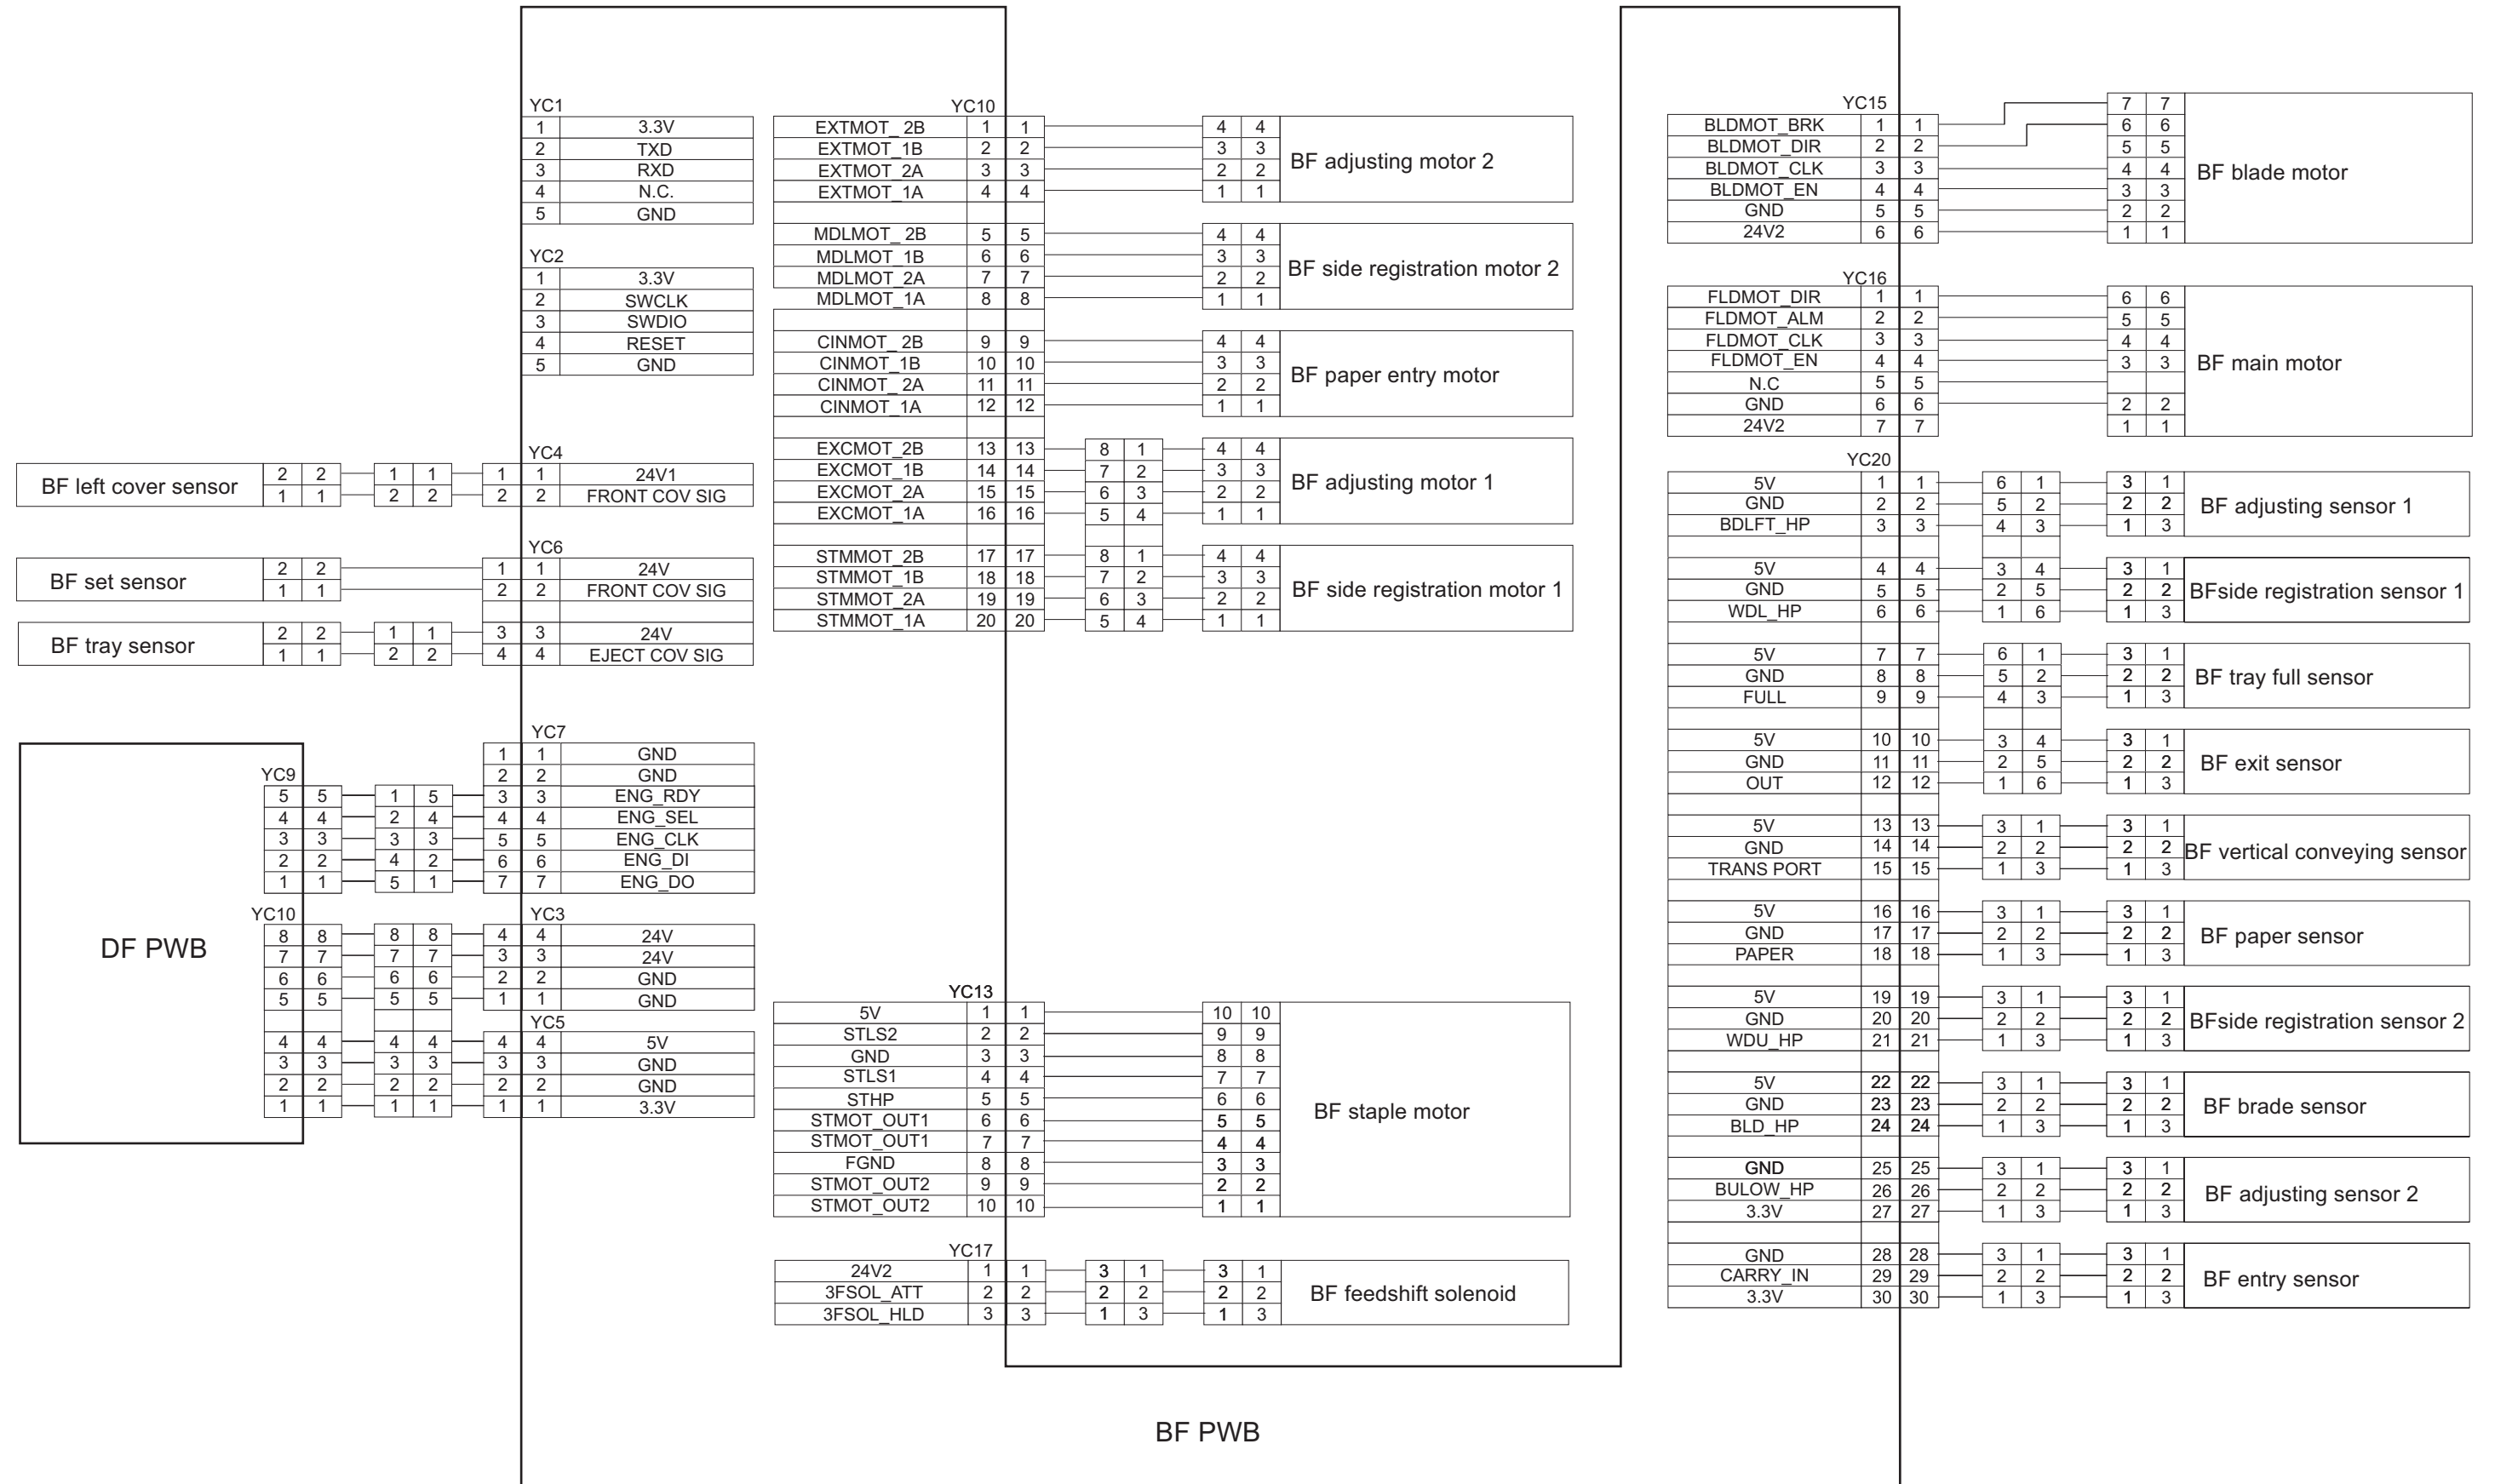 YC1
1 3.3V
2 TXD
3 RXD
4 N.C.
5 GND
YC2
1 3.3V
2 SWCLK
3 SWDIO
4 RESET
5 GND
YC4
BF left cover sensor 2 2 1 1 1 1 24V1
1 1 2 2 2 2 FRONT COV SIG
YC6
BF set sensor 2 2 1 1 24V
1 1 2 2 FRONT COV SIG
BF tray sensor 2 2 1 1 3 3 24V
1 1 2 2 4 4 EJECT COV SIG
DF PWB
YC7
1 1 GND
2 2 GND
YC9
5 5 1 5 3 3 ENG_RDY
4 4 2 4 4 4 ENG_SEL
3 3 3 3 5 5 ENG_CLK
2 2 4 2 6 6 ENG_DI
1 1 5 1 7 7 ENG_DO
YC10 YC3
8 8 8 8 4 4 24V
7 7 7 7 3 3 24V
6 6 6 6 2 2 GND
5 5 5 5 1 1 GND
YC5
4 4 4 4 4 4 5V
3 3 3 3 3 3 GND
2 2 2 2 2 2 GND
1 1 1 1 1 1 3.3V
YC10
EXTMOT_ 2B 1 1 4 4
EXTMOT_1B 2 2 3 3
EXTMOT_2A 3 3 2 2
EXTMOT_1A 4 4 1 1
BF adjusting motor 2
MDLMOT_ 2B 5 5 4 4
MDLMOT_1B 6 6 3 3
MDLMOT_2A 7 7 2 2
MDLMOT_1A 8 8 1 1
BF side registration motor 2
CINMOT_ 2B 9 9 4 4
CINMOT_1B 10 10 3 3
CINMOT_ 2A 11 11 2 2
CINMOT_1A 12 12 1 1
BF paper entry motor
EXCMOT_2B 13 13 8 1 4 4
EXCMOT_1B 14 14 7 2 3 3
EXCMOT_2A 15 15 6 3 2 2
EXCMOT_1A 16 16 5 4 1 1
BF adjusting motor 1
STMMOT_2B 17 17 8 1 4 4
STMMOT_1B 18 18 7 2 3 3
STMMOT_2A 19 19 6 3 2 2
STMMOT_1A 20 20 5 4 1 1
BF side registration motor 1
YC13
5V 1 1 10 10
STLS2 2 2 9 9
GND 3 3 8 8
STLS1 4 4 7 7
STHP 5 5 6 6
STMOT_OUT1 6 6 5 5
STMOT_OUT1 7 7 4 4
FGND 8 8 3 3
STMOT_OUT2 9 9 2 2
STMOT_OUT2 10 10 1 1
BF staple motor
YC17
24V2 1 1 3 1 3 1
3FSOL_ATT 2 2 2 2 2 2
3FSOL_HLD 3 3 1 3 1 3
BF feedshift solenoid
YC15
7 7
BLDMOT_BRK 1 1 6 6
BLDMOT_DIR 2 2 5 5
BLDMOT_CLK 3 3 4 4
BLDMOT_EN 4 4 3 3
GND 5 5 2 2
24V2 6 6 1 1
BF blade motor
YC16
FLDMOT_DIR 1 1 6 6
FLDMOT_ALM 2 2 5 5
FLDMOT_CLK 3 3 4 4
FLDMOT_EN 4 4 3 3
N.C 5 5
GND 6 6 2 2
24V2 7 7 1 1
BF main motor
YC20
5V 1 1 6 1 3 1
GND 2 2 5 2 2 2
BDLFT_HP 3 3 4 3 1 3
BF adjusting sensor 1
5V 4 4 3 4 3 1
GND 5 5 2 5 2 2
WDL_HP 6 6 1 6 1 3
BFside registration sensor 1
5V 7 7 6 1 3 1
GND 8 8 5 2 2 2
FULL 9 9 4 3 1 3
BF tray full sensor
5V 10 10 3 4 3 1
GND 11 11 2 5 2 2
OUT 12 12 1 6 1 3
BF exit sensor
5V 13 13 3 1 3 1
GND 14 14 2 2 2 2
TRANS PORT 15 15 1 3 1 3
BF vertical conveying sensor
5V 16 16 3 1 3 1
GND 17 17 2 2 2 2
PAPER 18 18 1 3 1 3
BF paper sensor
5V 19 19 3 1 3 1
GND 20 20 2 2 2 2
WDU_HP 21 21 1 3 1 3
BFside registration sensor 2
5V 22 22 3 1 3 1
GND 23 23 2 2 2 2
BLD_HP 24 24 1 3 1 3
BF brade sensor
GND 25 25 3 1 3 1
BULOW_HP 26 26 2 2 2 2
3.3V 27 27 1 3 1 3
BF adjusting sensor 2
GND 28 28 3 1 3 1
CARRY_IN 29 29 2 2 2 2
3.3V 30 30 1 3 1 3
BF entry sensor
BF PWB